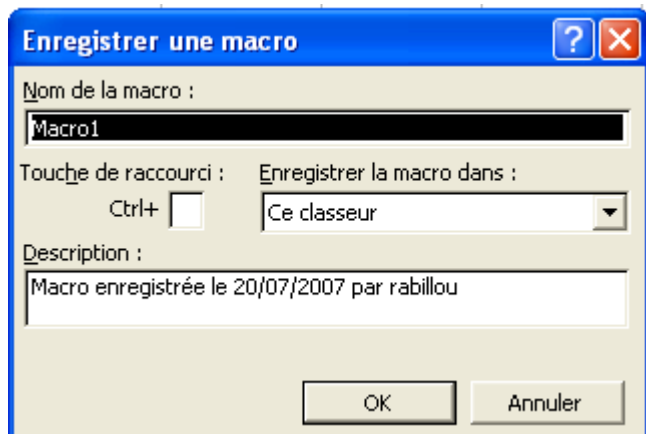 Enregistrer une macro
Nom de la macro :
Macro1
Touche de raccourci :
Ctrl+
Enregistrer la macro dans :
Ce classeur
Description :
Macro enregistrée le 20/07/2007 par rabillou
OK
Annuler